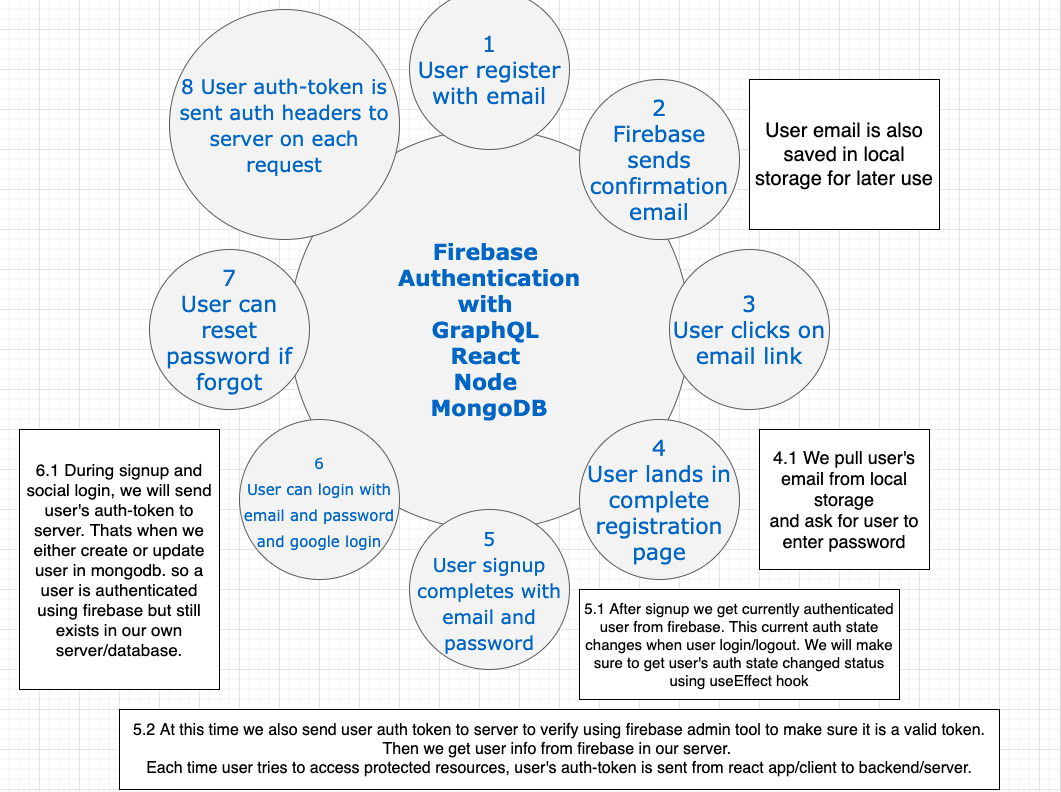 1
User register
with email
2
Firebase
sends
confirmation
email
User email is also
saved in local
storage for later use
3
User clicks on
email link
4
User lands in
complete
registration
page
4.1 We pull user's
email from local
storage
and ask for user to
enter password
5
User signup
completes with
email and
password
5.1 After signup we get currently authenticated
user from firebase. This current auth state
changes when user login/logout. We will make
sure to get user's auth state changed status
using useEffect hook
5.2 At this time we also send user auth token to server to verify using firebase admin tool to make sure it is a valid token.
Then we get user info from firebase in our server.
Each time user tries to access protected resources, user's auth-token is sent from react app/client to backend/server.
6
User can login with
email and password
and google login
6.1 During signup and
social login, we will send
user's auth-token to
server. Thats when we
either create or update
user in mongodb. so a
user is authenticated
using firebase but still
exists in our own
server/database.
7
User can
reset
password if
forgot
8 User auth-token is
sent auth headers to
server on each
request
Firebase
Authentication
with
GraphQL
React
Node
MongoDB